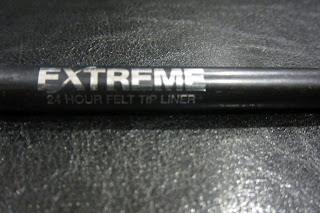 EXTREME
24 HOUR FELT TIP LINER